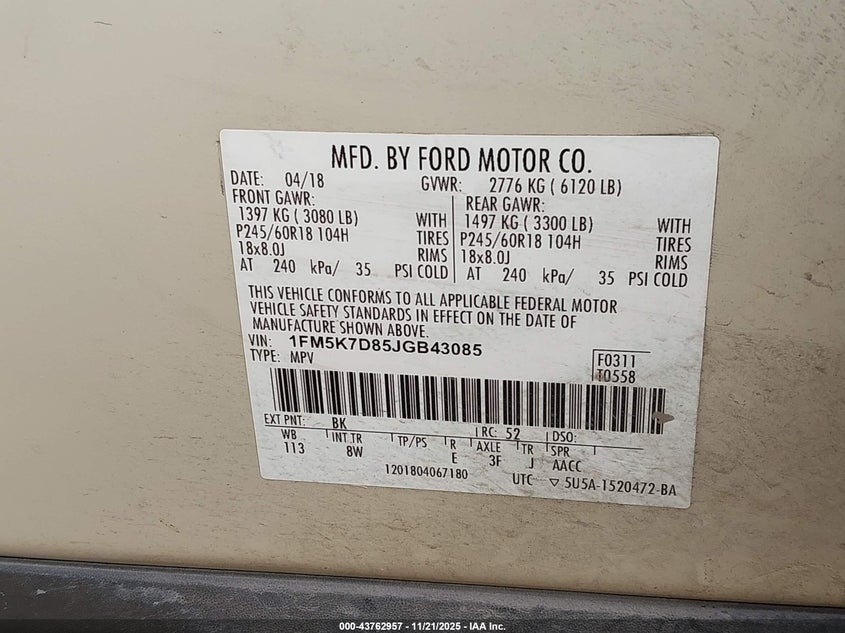 MFD. BY FORD MOTOR CO.
DATE: 04/18 GVWR: 2776 KG ( 6120 LB)
FRONT GAWR: REAR GAWR:
1397 KG ( 3080 LB) WITH 1497 KG ( 3300 LB) WITH
P245/60R18 104H TIRES P245/60R18 104H TIRES
18x8.0J RIMS 18x8.0J RIMS
AT 240 kPa/ 35 PSI COLD AT 240 kPa/ 35 PSI COLD
THIS VEHICLE CONFORMS TO ALL APPLICABLE FEDERAL MOTOR
VEHICLE SAFETY STANDARDS IN EFFECT ON THE DATE OF
MANUFACTURE SHOWN ABOVE.
VIN: 1FM5K7D85JGB43085
TYPE: MPV
F0311
T0558
EXT PNT: BK RC: 52 DSO:
WB INT TR TP/PS R AXLE TR SPR
113 8W E 3F J AACC
1201804067180 UTC ▽ 5U5A-1520472-BA
000-43762957 - 11/21/2025 - IAA Inc.